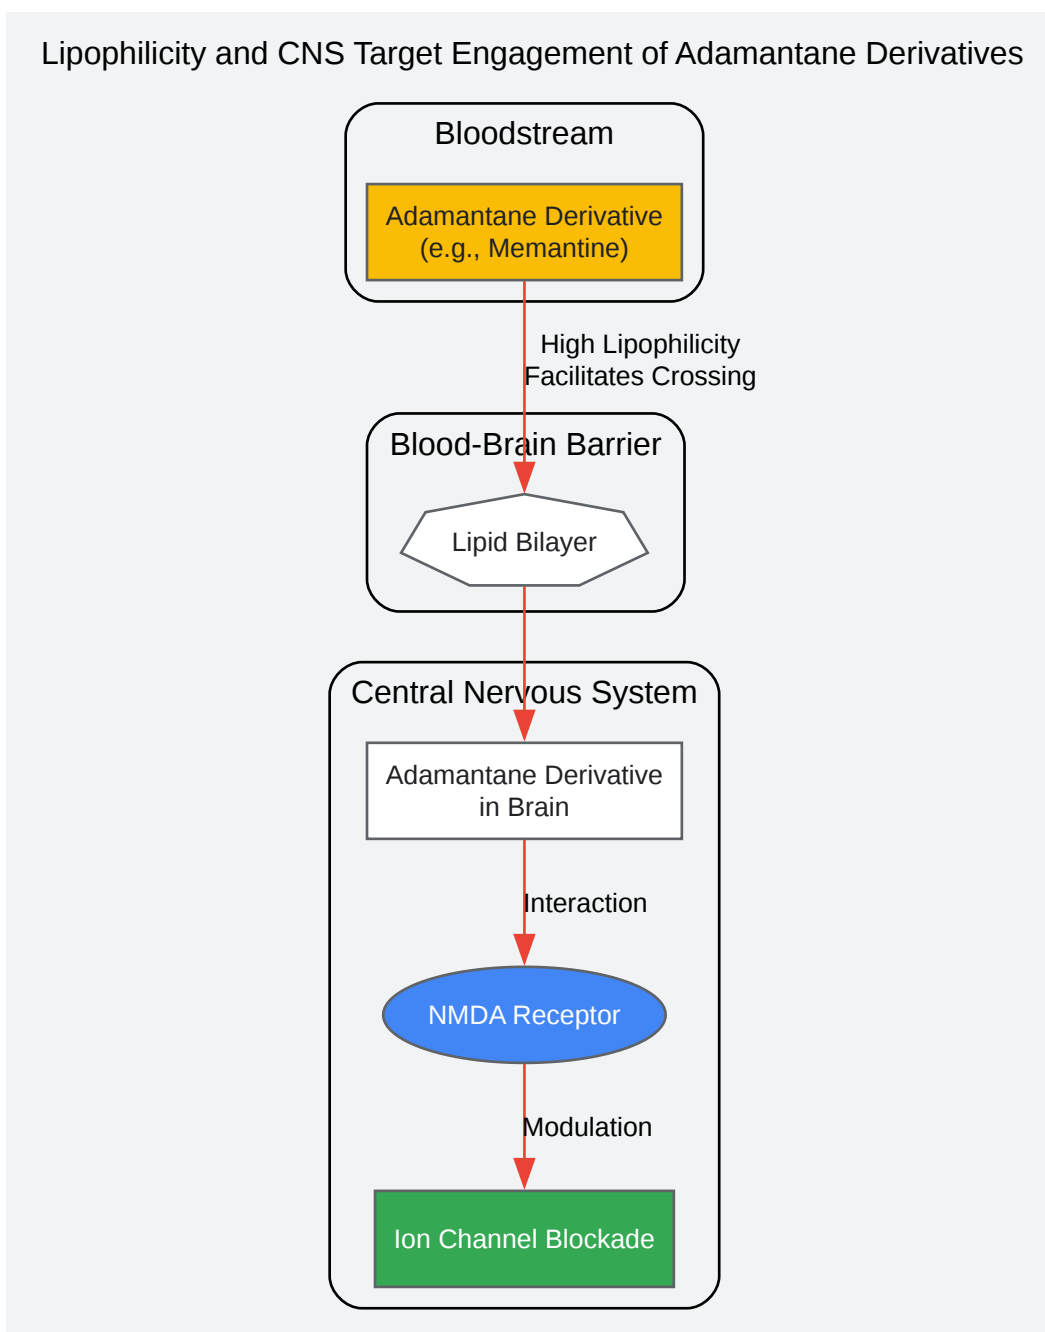 Lipophilicity and CNS Target Engagement of Adamantane Derivatives
Bloodstream
Adamantane Derivative
(e.g., Memantine)
High Lipophilicity
Facilitates Crossing
Blood-Brain Barrier
Lipid Bilayer
Central Nervous System
Adamantane Derivative
in Brain
Interaction
NMDA Receptor
Modulation
Ion Channel Blockade